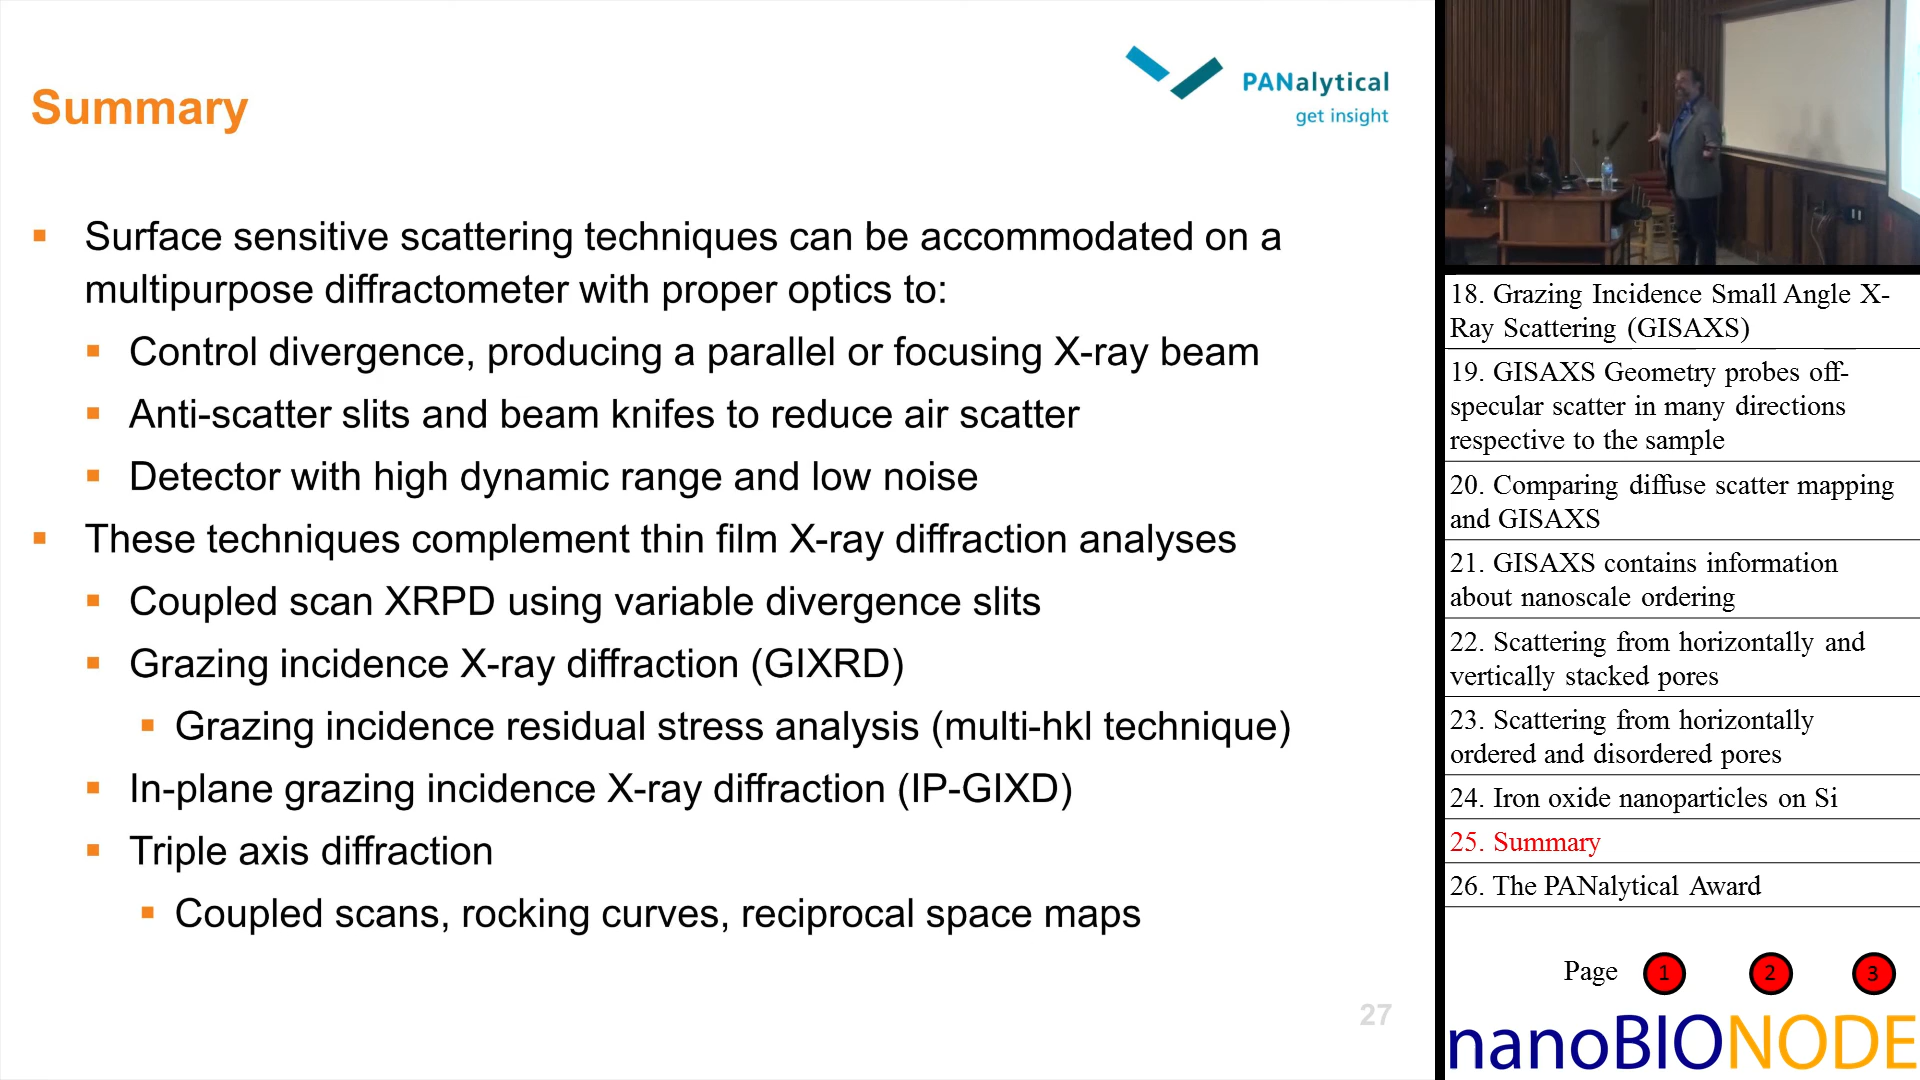 Summary
PANalytical
get insight
Surface sensitive scattering techniques can be accommodated on a
multipurpose diffractometer with proper optics to:
Control divergence, producing a parallel or focusing X-ray beam
Anti-scatter slits and beam knifes to reduce air scatter
Detector with high dynamic range and low noise
These techniques complement thin film X-ray diffraction analyses
Coupled scan XRPD using variable divergence slits
Grazing incidence X-ray diffraction (GIXRD)
Grazing incidence residual stress analysis (multi-hkl technique)
In-plane grazing incidence X-ray diffraction (IP-GIXD)
Triple axis diffraction
Coupled scans, rocking curves, reciprocal space maps
27
18. Grazing Incidence Small Angle X-
Ray Scattering (GISAXS)
19. GISAXS Geometry probes off-
specular scatter in many directions
respective to the sample
20. Comparing diffuse scatter mapping
and GISAXS
21. GISAXS contains information
about nanoscale ordering
22. Scattering from horizontally and
vertically stacked pores
23. Scattering from horizontally
ordered and disordered pores
24. Iron oxide nanoparticles on Si
25. Summary
26. The PANalytical Award
Page 1 2 3
nanoBIONODE